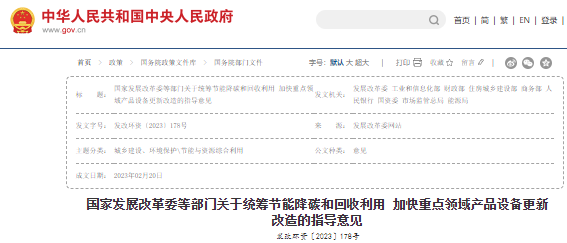 中华人民共和国中央人民政府
www.gov.cn
首页 | 简 | 繁 | EN | 登录 |
首页 > 政策 > 国务院政策文件库 > 国务院部门文件
字号：默认 大 超大 | 打印 收藏 留言 |
标 题：国家发展改革委等部门关于统筹节能降碳和回收利用 加快重点领域产品设备更新改造的指导意见
发文机关：发展改革委 工业和信息化部 财政部 住房城乡建设部 商务部 人民银行 国资委 市场监管总局 能源局
发文字号：发改环资〔2023〕178号
来 源：发展改革委网站
主题分类：城乡建设、环境保护\节能与资源综合利用
公文种类：意见
成文日期：2023年02月20日
国家发展改革委等部门关于统筹节能降碳和回收利用 加快重点领域产品设备更新
改造的指导意见
发改环资〔2023〕178号